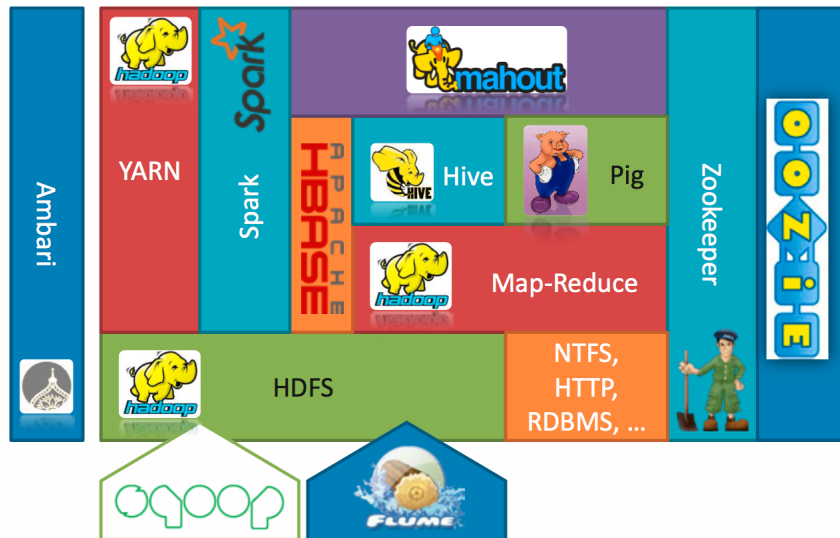 hadoop
YARN
Spark
Spark
mahout
APACHE
HBASE
HIVE
Hive
Pig
hadoop
Map-Reduce
Ambari
Zookeeper
OOZiE
hadoop
HDFS
NTFS,
HTTP,
RDBMS, ...
sqoop
FLUME